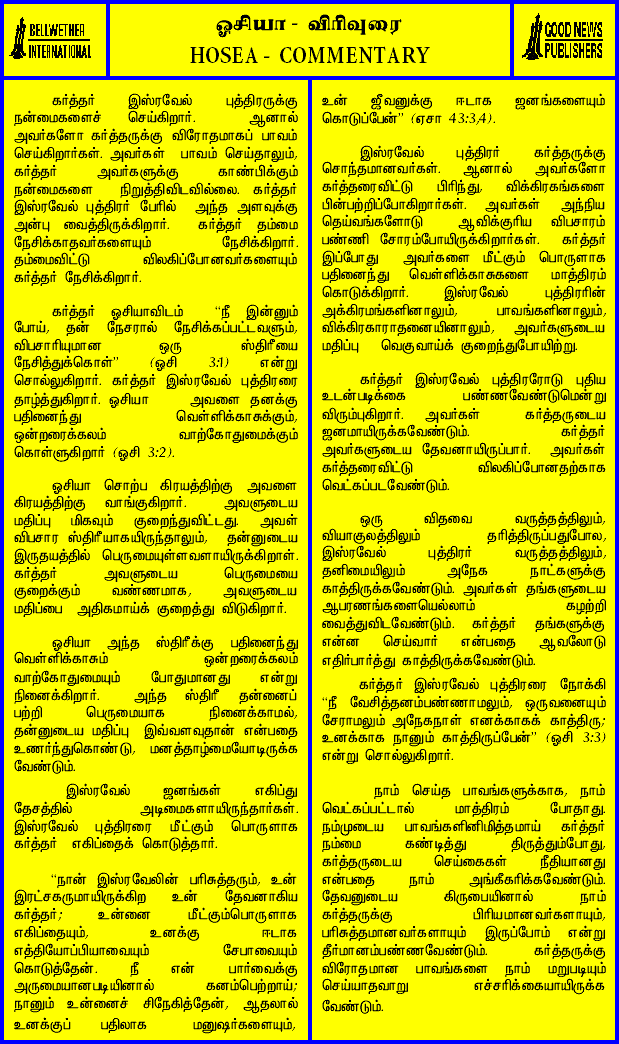 BELLWETHER
INTERNATIONAL
ஓசியா - விரிவுரை
HOSEA - COMMENTARY
GOOD NEWS
PUBLISHERS
கர்த்தர் இஸ்ரவேல் புத்திரருக்கு
நன்மைகளைச் செய்கிறார். ஆனால்
அவர்களோ கர்த்தருக்கு விரோதமாகப் பாவம்
செய்கிறார்கள். அவர்கள் பாவம் செய்தாலும்,
கர்த்தர் அவர்களுக்கு காண்பிக்கும்
நன்மைகளை நிறுத்திவிடவில்லை. கர்த்தர்
இஸ்ரவேல் புத்திரர் பேரில் அந்த அளவுக்கு
அன்பு வைத்திருக்கிறார். கர்த்தர் தம்மை
நேசிக்காதவர்களையும் நேசிக்கிறார்.
தம்மைவிட்டு விலகிப்போனவர்களையும்
கர்த்தர் நேசிக்கிறார்.
கர்த்தர் ஓசியாவிடம் “நீ இன்னும்
போய், தன் நேசரால் நேசிக்கப்பட்டவளும்,
விபசாரியுமான ஒரு ஸ்திரீயை
நேசித்துக்கொள்” (ஓசி 3:1) என்று
சொல்லுகிறார். கர்த்தர் இஸ்ரவேல் புத்திரரை
தாழ்த்துகிறார். ஓசியா அவளை தனக்கு
பதினைந்து வெள்ளிக்காசுக்கும்,
ஒன்றரைக்கலம் வாற்கோதுமைக்கும்
கொள்ளுகிறார் (ஓசி 3:2).
ஓசியா சொற்ப கிரயத்திற்கு அவளை
கிரயத்திற்கு வாங்குகிறார். அவளுடைய
மதிப்பு மிகவும் குறைந்துவிட்டது. அவள்
விபசார ஸ்திரீயாகயிருந்தாலும், தன்னுடைய
இருதயத்தில் பெருமையுள்ளவளாயிருக்கிறாள்.
கர்த்தர் அவளுடைய பெருமையை
குறைக்கும் வண்ணமாக, அவளுடைய
மதிப்பை அதிகமாய்க் குறைத்து விடுகிறார்.
ஓசியா அந்த ஸ்திரீக்கு பதினைந்து
வெள்ளிக்காசும் ஒன்றரைக்கலம்
வாற்கோதுமையும் போதுமானது என்று
நினைக்கிறார். அந்த ஸ்திரீ தன்னைப்
பற்றி பெருமையாக நினைக்காமல்,
தன்னுடைய மதிப்பு இவ்வளவுதான் என்பதை
உணர்ந்துகொண்டு, மனத்தாழ்மையோடிருக்க
வேண்டும்.
இஸ்ரவேல் ஜனங்கள் எகிப்து
தேசத்தில் அடிமைகளாயிருந்தார்கள்.
இஸ்ரவேல் புத்திரரை மீட்கும் பொருளாக
கர்த்தர் எகிப்தைக் கொடுத்தார்.
“நான் இஸ்ரவேலின் பரிசுத்தரும், உன்
இரட்சகருமாயிருக்கிற உன் தேவனாகிய
கர்த்தர்; உன்னை மீட்கும்பொருளாக
எகிப்தையும், உனக்கு ஈடாக
எத்தியோப்பியாவையும் சேபாவையும்
கொடுத்தேன். நீ என் பார்வைக்கு
அருமையானபடியினால் கனம்பெற்றாய்;
நானும் உன்னைச் சிநேகித்தேன், ஆதலால்
உனக்குப் பதிலாக மனுஷர்களையும்,
உன் ஜீவனுக்கு ஈடாக ஜனங்களையும்
கொடுப்பேன்” (ஏசா 43:3,4).
இஸ்ரவேல் புத்திரர் கர்த்தருக்கு
சொந்தமானவர்கள். ஆனால் அவர்களோ
கர்த்தரைவிட்டு பிரிந்து, விக்கிரகங்களை
பின்பற்றிப்போகிறார்கள். அவர்கள் அந்நிய
தெய்வங்களோடு ஆவிக்குரிய விபசாரம்
பண்ணி சோரம்போயிருக்கிறார்கள். கர்த்தர்
இப்போது அவர்களை மீட்கும் பொருளாக
பதினைந்து வெள்ளிக்காசுகளை மாத்திரம்
கொடுக்கிறார். இஸ்ரவேல் புத்திரரின்
அக்கிரமங்களினாலும், பாவங்களினாலும்,
விக்கிரகாராதனையினாலும், அவர்களுடைய
மதிப்பு வெகுவாய்க் குறைந்துபோயிற்று.
கர்த்தர் இஸ்ரவேல் புத்திரரோடு புதிய
உடன்படிக்கை பண்ணவேண்டுமென்று
விரும்புகிறார். அவர்கள் கர்த்தருடைய
ஜனமாயிருக்கவேண்டும். கர்த்தர்
அவர்களுடைய தேவனாயிருப்பார். அவர்கள்
கர்த்தரைவிட்டு விலகிப்போனதற்காக
வெட்கப்படவேண்டும்.
ஒரு விதவை வருத்தத்திலும்,
வியாகுலத்திலும் தரித்திருப்பதுபோல,
இஸ்ரவேல் புத்திரர் வருத்தத்திலும்,
தனிமையிலும் அநேக நாட்களுக்கு
காத்திருக்கவேண்டும். அவர்கள் தங்களுடைய
ஆபரணங்களையெல்லாம் கழற்றி
வைத்துவிடவேண்டும். கர்த்தர் தங்களுக்கு
என்ன செய்வார் என்பதை ஆவலோடு
எதிர்பார்த்து காத்திருக்கவேண்டும்.
கர்த்தர் இஸ்ரவேல் புத்திரரை நோக்கி
“நீ வேசித்தனம்பண்ணாமலும், ஒருவனையும்
சேராமலும் அநேகநாள் எனக்காகக் காத்திரு;
உனக்காக நானும் காத்திருப்பேன்” (ஓசி 3:3)
என்று சொல்லுகிறார்.
நாம் செய்த பாவங்களுக்காக, நாம்
வெட்கப்பட்டால் மாத்திரம் போதாது.
நம்முடைய பாவங்களினிமித்தமாய் கர்த்தர்
நம்மை கண்டித்து திருத்தும்போது,
கர்த்தருடைய செய்கைகள் நீதியானது
என்பதை நாம் அங்கீகரிக்கவேண்டும்.
தேவனுடைய கிருபையினால் நாம்
கர்த்தருக்கு பிரியமானவர்களாயும்,
பரிசுத்தமானவர்களாயும் இருப்போம் என்று
தீர்மானம்பண்ணவேண்டும். கர்த்தருக்கு
விரோதமான பாவங்களை நாம் மறுபடியும்
செய்யாதவாறு எச்சரிக்கையாயிருக்க
வேண்டும்.